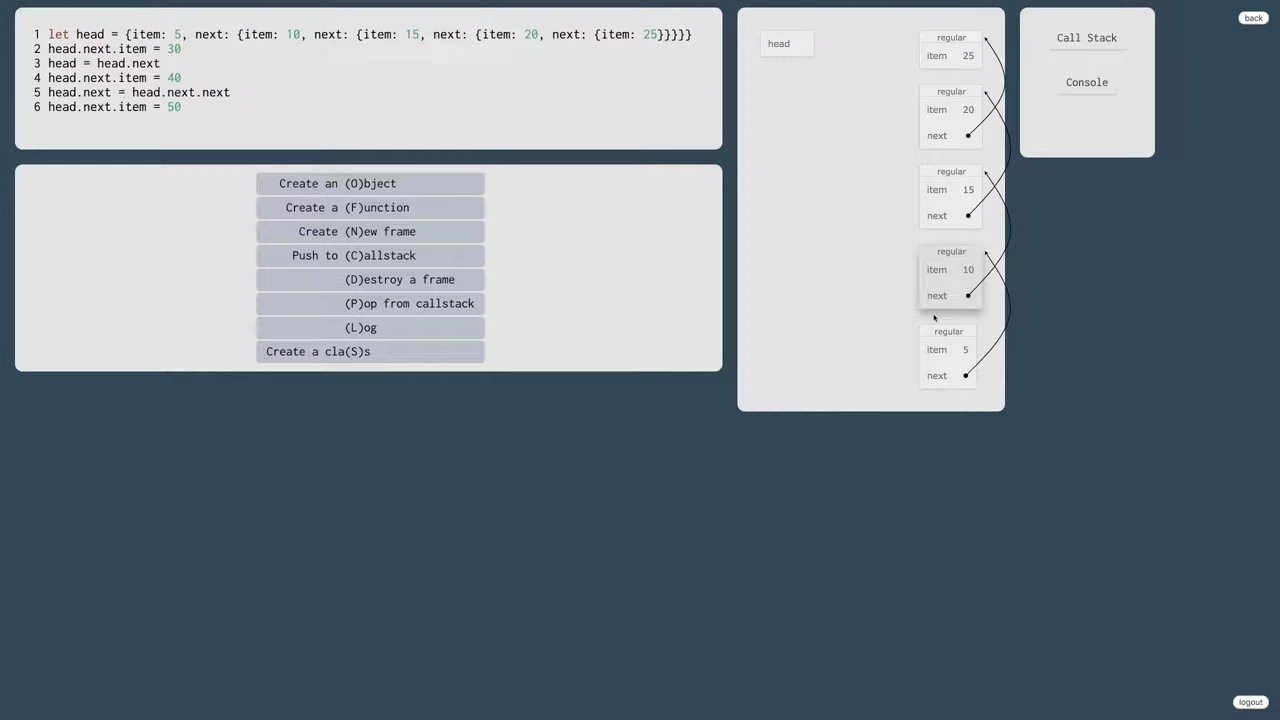 1 let head = {item: 5, next: {item: 10, next: {item: 15, next: {item: 20, next: {item: 25}}}}}
2 head.next.item = 30
3 head = head.next
4 head.next.item = 40
5 head.next = head.next.next
6 head.next.item = 50
Create an (O)bject
Create a (F)unction
Create (N)ew frame
Push to (C)allstack
(D)estroy a frame
(P)op from callstack
(L)og
Create a cla(S)s
head
regular
item 25
regular
item 20
next
regular
item 15
next
regular
item 10
next
regular
item 5
next
Call Stack
Console
back
logout